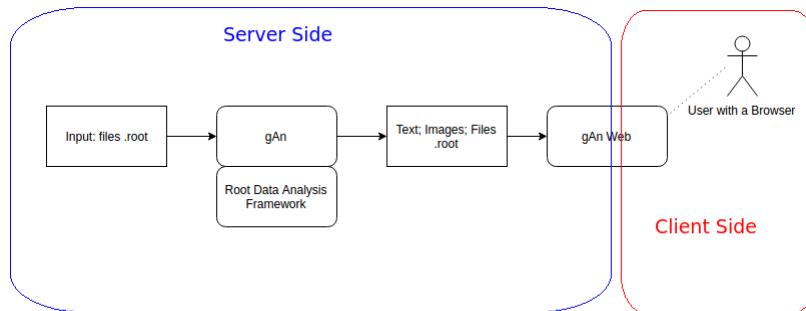 Server Side
Input: files .root
gAn
Root Data Analysis
Framework
Text; Images; Files
.root
gAn Web
User with a Browser
Client Side